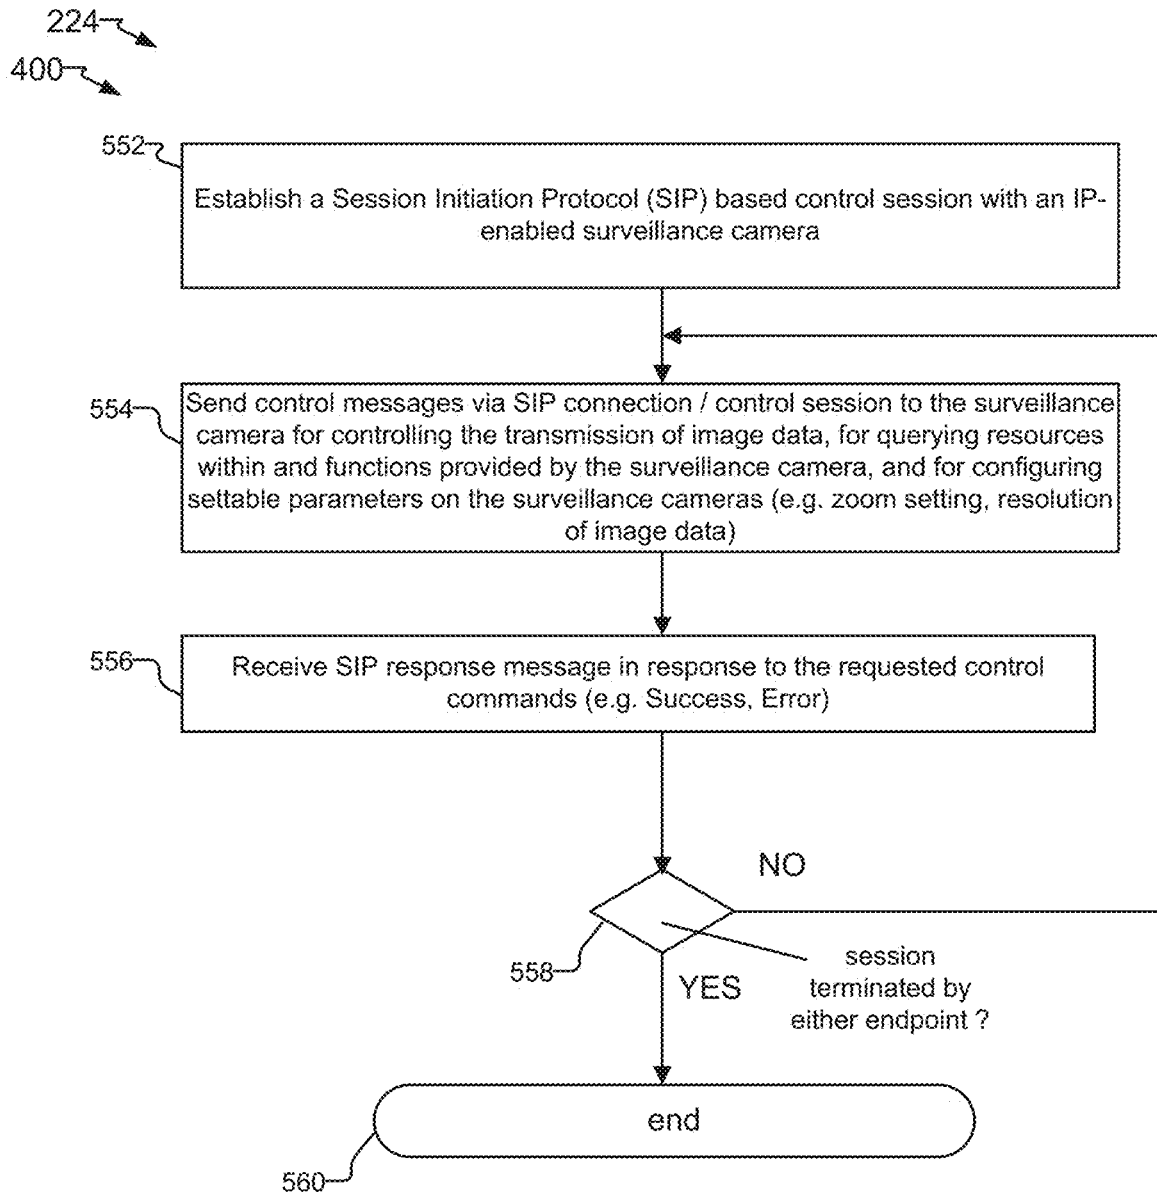 224
400
552
Establish a Session Initiation Protocol (SIP) based control session with an IP-
enabled surveillance camera
554
Send control messages via SIP connection / control session to the surveillance
camera for controlling the transmission of image data, for querying resources
within and functions provided by the surveillance camera, and for configuring
settable parameters on the surveillance cameras (e.g. zoom setting, resolution
of image data)
556
Receive SIP response message in response to the requested control
commands (e.g. Success, Error)
NO
558
session
terminated by
either endpoint ?
YES
end
560